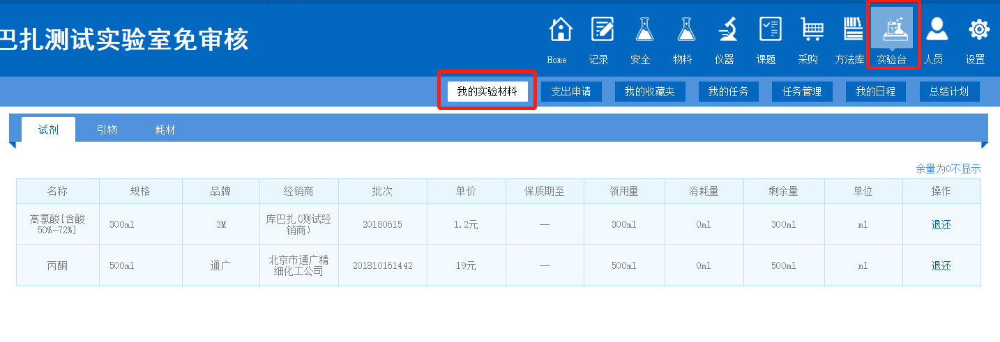 巴扎测试实验室免审核
Home 记录 安全 物料 仪器 课题 采购 方法库 实验台 人员 设置
我的实验材料 支出申请 我的收藏夹 我的任务 任务管理 我的日程 总结计划
试剂 引物 耗材
余量为0不显示
名称 规格 品牌 经销商 批次 单价 保质期至 领用量 消耗量 剩余量 单位 操作
高氯酸[含酸
50%-72%]
300ml 3M
库巴扎(测试经
销商)
20180615 1.2元 — 300ml 0ml 300ml ml 退还
丙酮 500ml 通广
北京市通广精
细化工公司
201810161442 19元 — 500ml 0ml 500ml ml 退还